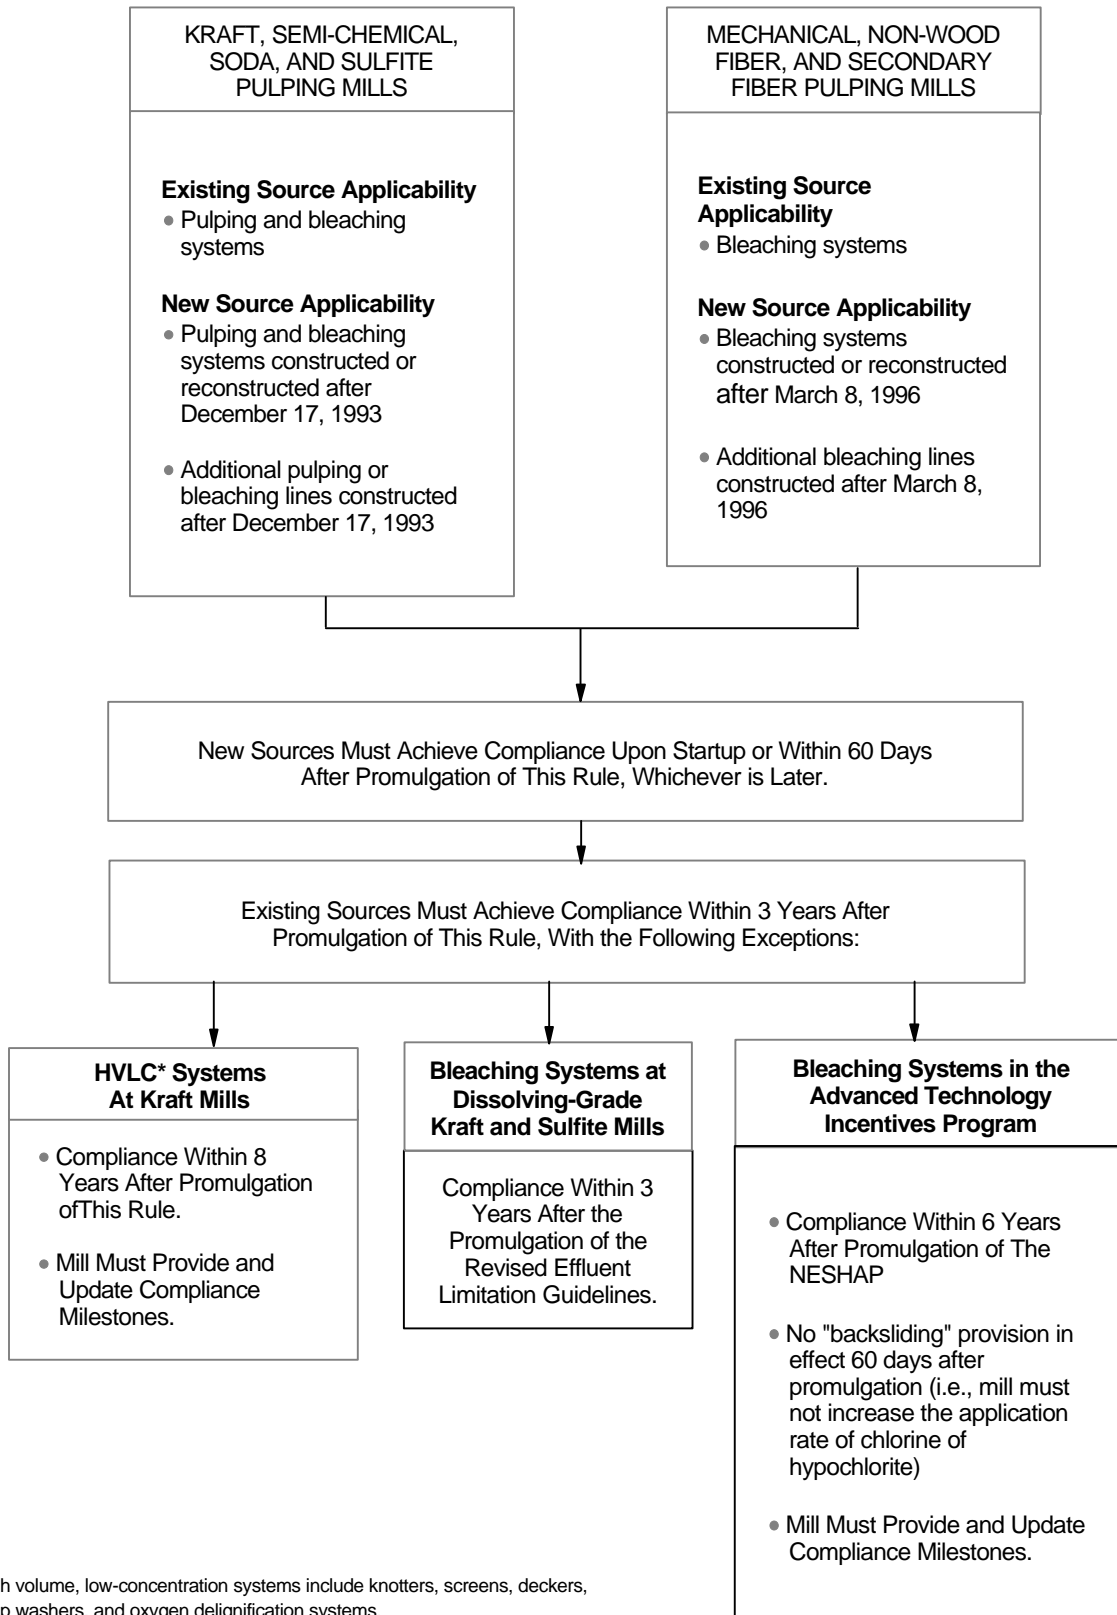 KRAFT, SEMI-CHEMICAL,
SODA, AND SULFITE
PULPING MILLS
Existing Source Applicability
• Pulping and bleaching
systems
New Source Applicability
• Pulping and bleaching
systems constructed or
reconstructed after
December 17, 1993
• Additional pulping or
bleaching lines constructed
after December 17, 1993
MECHANICAL, NON-WOOD
FIBER, AND SECONDARY
FIBER PULPING MILLS
Existing Source
Applicability
• Bleaching systems
New Source Applicability
• Bleaching systems
constructed or reconstructed
after March 8, 1996
• Additional bleaching lines
constructed after March 8,
1996
New Sources Must Achieve Compliance Upon Startup or Within 60 Days
After Promulgation of This Rule, Whichever is Later.
Existing Sources Must Achieve Compliance Within 3 Years After
Promulgation of This Rule, With the Following Exceptions:
HVLC* Systems
At Kraft Mills
• Compliance Within 8
Years After Promulgation
ofThis Rule.
• Mill Must Provide and
Update Compliance
Milestones.
Bleaching Systems at
Dissolving-Grade
Kraft and Sulfite Mills
Compliance Within 3
Years After the
Promulgation of the
Revised Effluent
Limitation Guidelines.
Bleaching Systems in the
Advanced Technology
Incentives Program
• Compliance Within 6 Years
After Promulgation of The
NESHAP
• No "backsliding" provision in
effect 60 days after
promulgation (i.e., mill must
not increase the application
rate of chlorine of
hypochlorite)
• Mill Must Provide and Update
Compliance Milestones.
volume, low-concentration systems include knotters, screens, deckers,
washers, and oxygen delignification systems